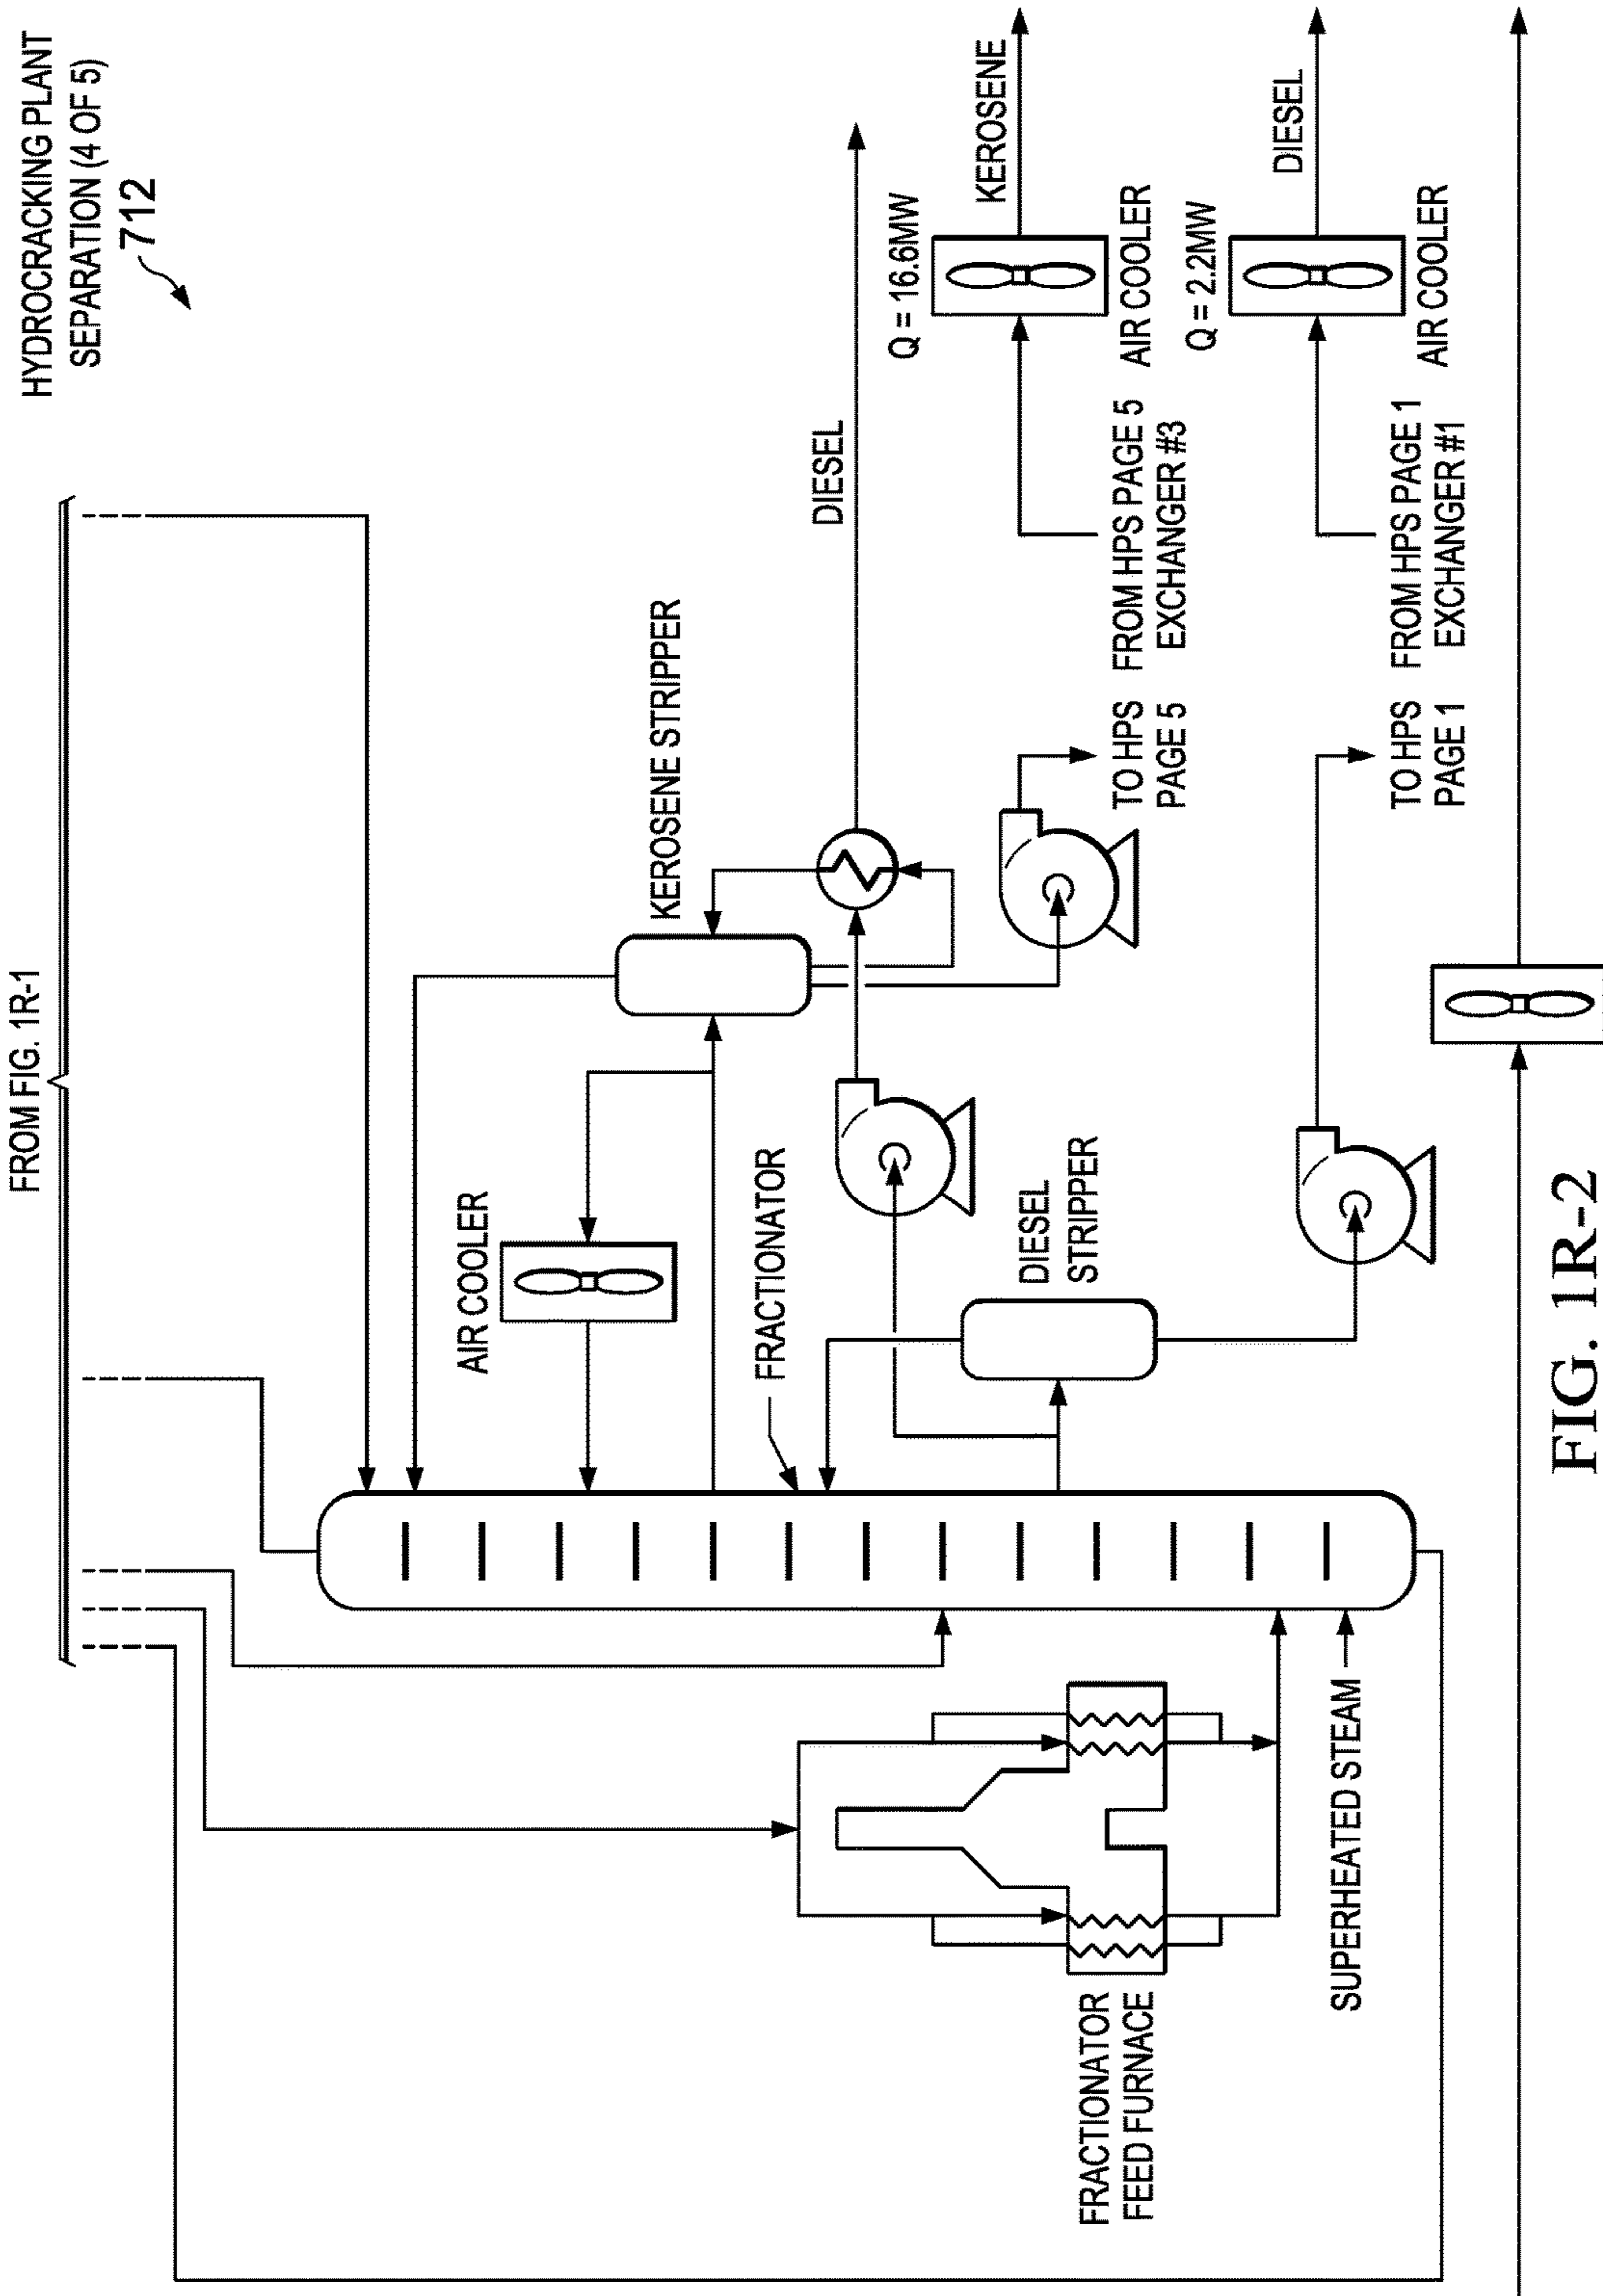 HYDROCRACKING PLANT
SEPARATION (4 OF 5)
712
FROM FIG. 1R-1
KEROSENE STRIPPER
AIR COOLER
FRACTIONATOR
DIESEL
Q = 16.6MW
KEROSENE
AIR COOLER
DIESEL
STRIPPER
TO HPS
PAGE 5
FROM HPS PAGE 5
EXCHANGER #3
Q = 2.2MW
DIESEL
AIR COOLER
FRACTIONATOR
FEED FURNACE
SUPERHEATED STEAM
TO HPS
PAGE 1
FROM HPS PAGE 1
EXCHANGER #1
FIG. 1R-2